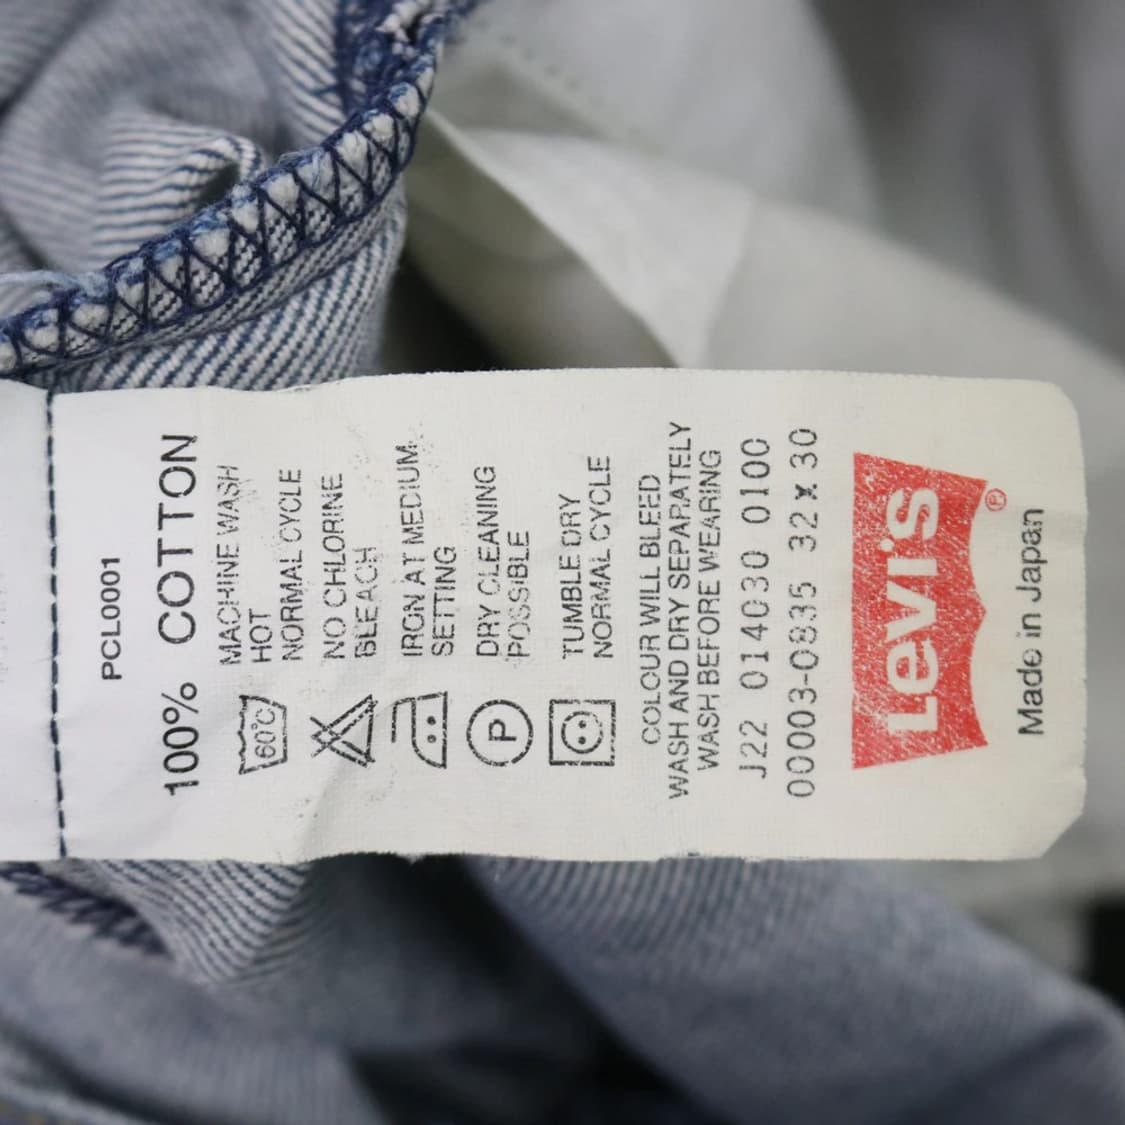 PCL0001
100% COTTON
60°C
MACHINE WASH
HOT
NORMAL CYCLE
NO CHLORINE
BLEACH
IRON AT MEDIUM
SETTING
P
DRY CLEANING
POSSIBLE
TUMBLE DRY
NORMAL CYCLE
COLOUR WILL BLEED
WASH AND DRY SEPARATELY
WASH BEFORE WEARING
J22 014030 0100
00003-0835 32x30
Levi's®
Made in Japan